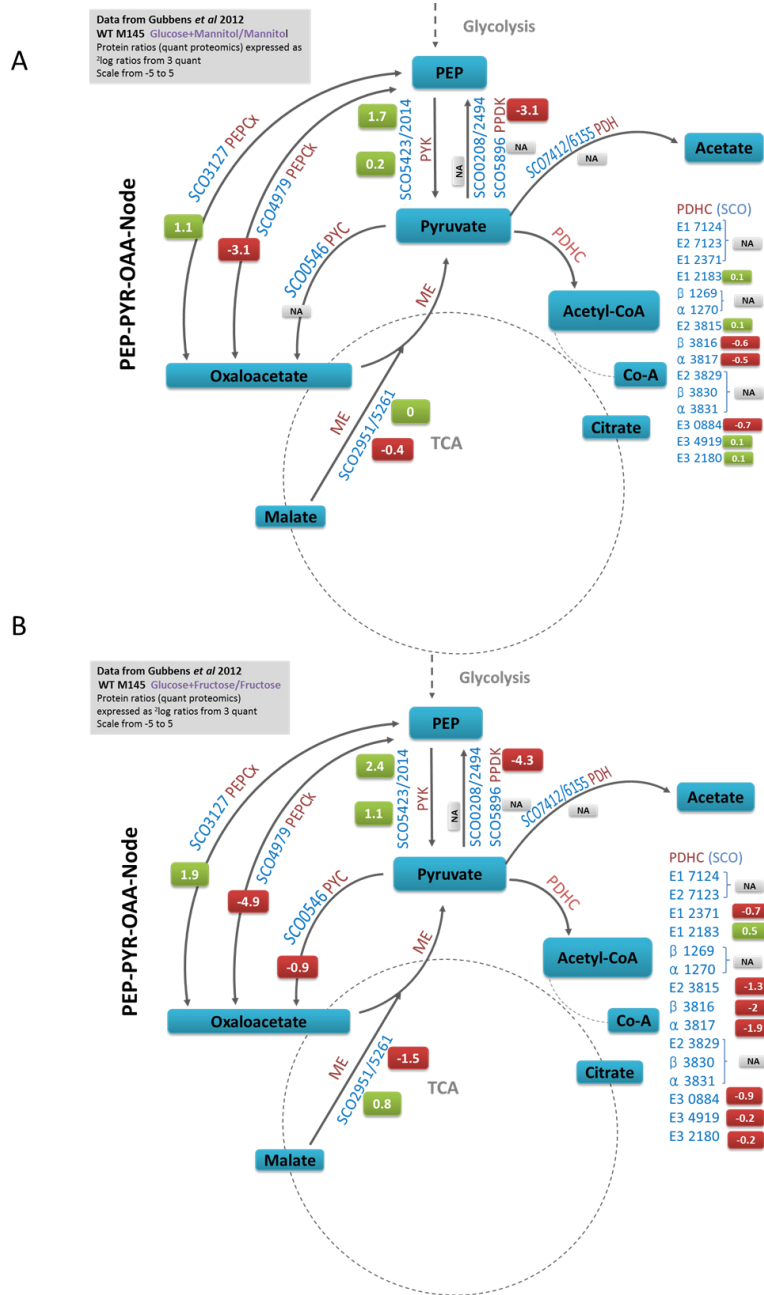 A
Data from Gubbens et al 2012
WT M145 Glucose+Mannitol/Mannitol
Protein ratios (quant proteomics) expressed as
²log ratios from 3 quant
Scale from -5 to 5
Glycolysis
PEP
PEP-PYR-OAA-Node
SCO3127 PEPCx
1.1
SCO4979 PEPCk
-3.1
1.7
0.2
SCO5423/2014
PYK
NA
SCO0208/2494
SCO5896 PPDK
-3.1
NA
SCO7412/6155 PDH
NA
Acetate
Pyruvate
SCO0546 PYC
NA
ME
PDHC
Acetyl-CoA
Co-A
Citrate
Oxaloacetate
ME
SCO2951/5261
0
-0.4
TCA
Malate
PDHC (SCO)
E1 7124
E2 7123
NA
E1 2371
E1 2183 0.1
β 1269
NA
α 1270
E2 3815 0.1
β 3816 -0.6
α 3817 -0.5
E2 3829
β 3830
NA
α 3831
E3 0884 -0.7
E3 4919 0.1
E3 2180 0.1
B
Data from Gubbens et al 2012
WT M145 Glucose+Fructose/Fructose
Protein ratios (quant proteomics)
expressed as ²log ratios from 3 quant
Scale from -5 to 5
Glycolysis
PEP
PEP-PYR-OAA-Node
SCO3127 PEPCx
1.9
SCO4979 PEPCk
-4.9
2.4
1.1
SCO5423/2014
PYK
NA
SCO0208/2494
SCO5896 PPDK
-4.3
NA
SCO7412/6155 PDH
NA
Acetate
Pyruvate
SCO0546 PYC
-0.9
ME
PDHC
Acetyl-CoA
Co-A
Citrate
Oxaloacetate
ME
SCO2951/5261
-1.5
0.8
TCA
Malate
PDHC (SCO)
E1 7124
NA
E2 7123
E1 2371 -0.7
E1 2183 0.5
β 1269
NA
α 1270
E2 3815 -1.3
β 3816 -2
α 3817 -1.9
E2 3829
β 3830
NA
α 3831
E3 0884 -0.9
E3 4919 -0.2
E3 2180 -0.2